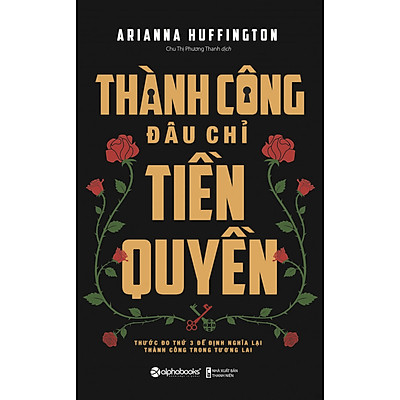 ARIANNA HUFFINGTON
Chu Thị Phương Thanh dịch
THÀNH CÔNG
ĐÂU CHỈ
TIỀN
QUYỀN
THƯỚC ĐO THỨ 3 ĐỂ ĐỊNH NGHĨA LẠI
THÀNH CÔNG TRONG TƯƠNG LAI
alphabooks
NHÀ XUẤT BẢN
THANH NIÊN